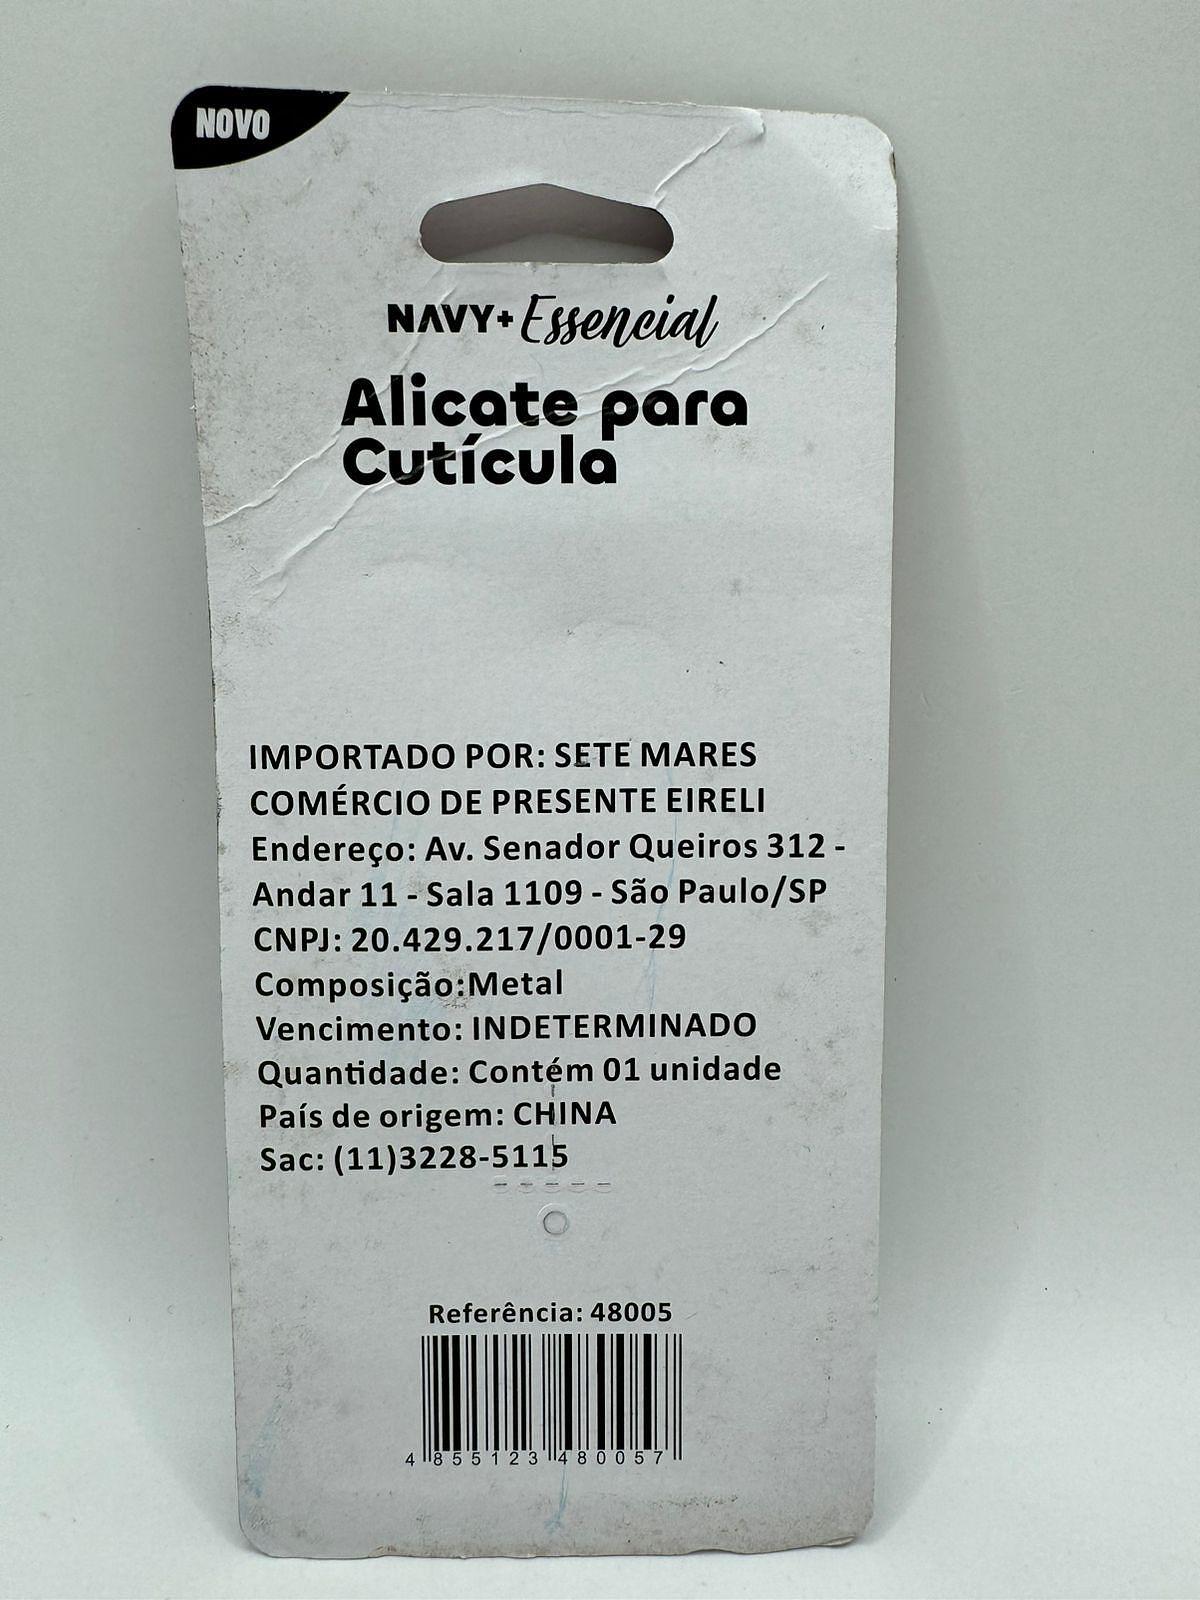 NOVO
NAVY+ Essencial
Alicate para
Cutícula
IMPORTADO POR: SETE MARES
COMÉRCIO DE PRESENTE EIRELI
Endereço: Av. Senador Queiros 312 -
Andar 11 - Sala 1109 - São Paulo/SP
CNPJ: 20.429.217/0001-29
Composição:Metal
Vencimento: INDETERMINADO
Quantidade: Contém 01 unidade
País de origem: CHINA
Sac: (11)3228-5115
Referência: 48005
4 855123 480057